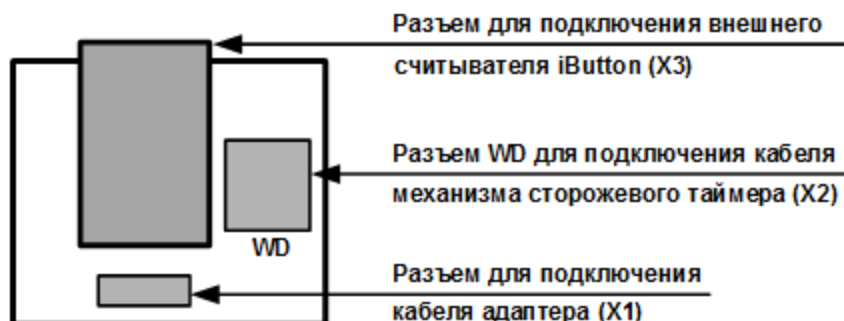 Разъем для подключения внешнего
считывателя iButton (X3)
Разъем WD для подключения кабеля
механизма сторожевого таймера (X2)
WD
Разъем для подключения
кабеля адаптера (X1)